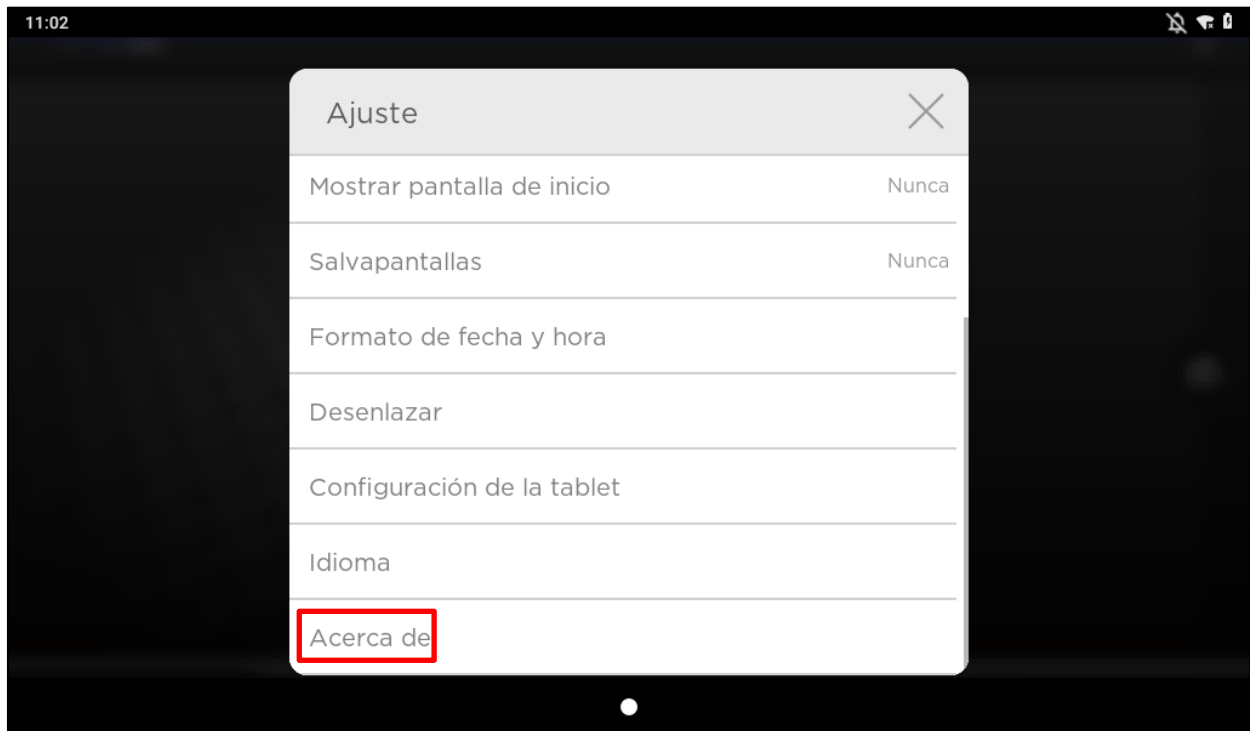 11:02
Ajuste
Mostrar pantalla de inicio Nunca
Salvapantallas Nunca
Formato de fecha y hora
Desenlazar
Configuración de la tablet
Idioma
Acerca de